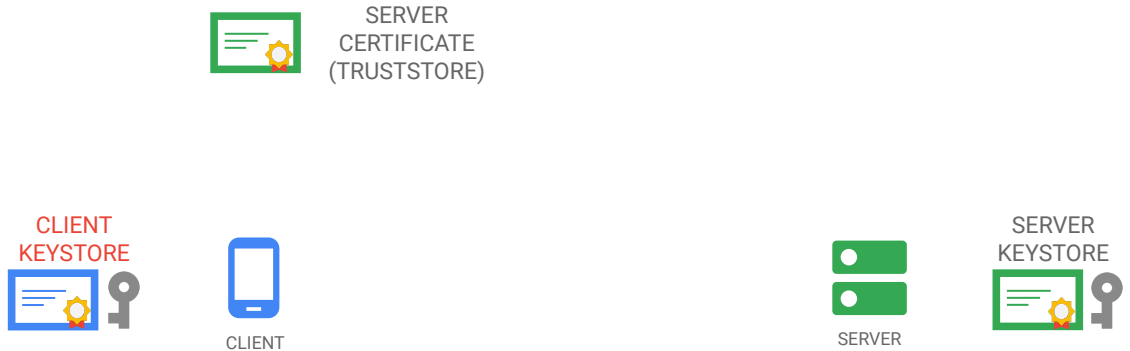 SERVER
CERTIFICATE
(TRUSTSTORE)
CLIENT
KEYSTORE
SERVER
KEYSTORE
CLIENT
SERVER